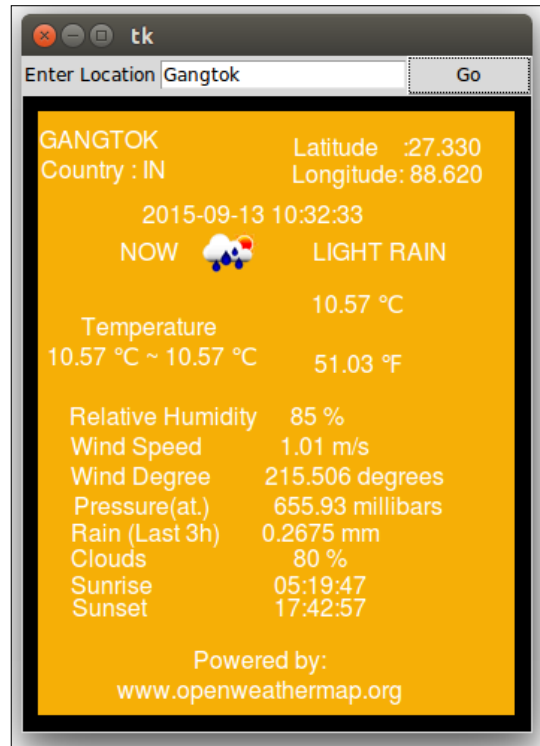 tk
Enter Location Gangtok Go
GANGTOK
Latitude :27.330
Country : IN
Longitude: 88.620
2015-09-13 10:32:33
NOW LIGHT RAIN
10.57 °C
Temperature
10.57 °C ~ 10.57 °C
51.03 °F
Relative Humidity 85 %
Wind Speed 1.01 m/s
Wind Degree 215.506 degrees
Pressure(at.) 655.93 millibars
Rain (Last 3h) 0.2675 mm
Clouds 80 %
Sunrise 05:19:47
Sunset 17:42:57
Powered by:
www.openweathermap.org